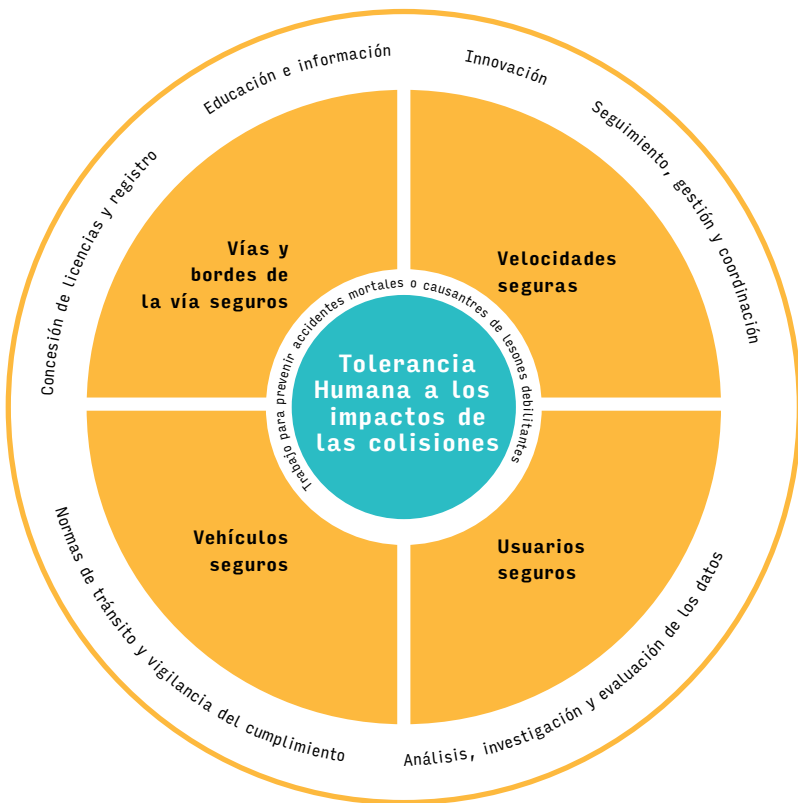 Educación e información
Innovación
Seguimiento, gestión y coordinación
Concesión de licencias y registro
Vías y
bordes de
la vía seguros
Velocidades
seguras
Trabajo para prevenir accidentes mortales o causantres de lesones debilitantes
Tolerancia
Humana a los
impactos de
las colisiones
Vehículos
seguros
Usuarios
seguros
Normas de tránsito y vigilancia del cumplimiento
Análisis, investigación y evaluación de los datos